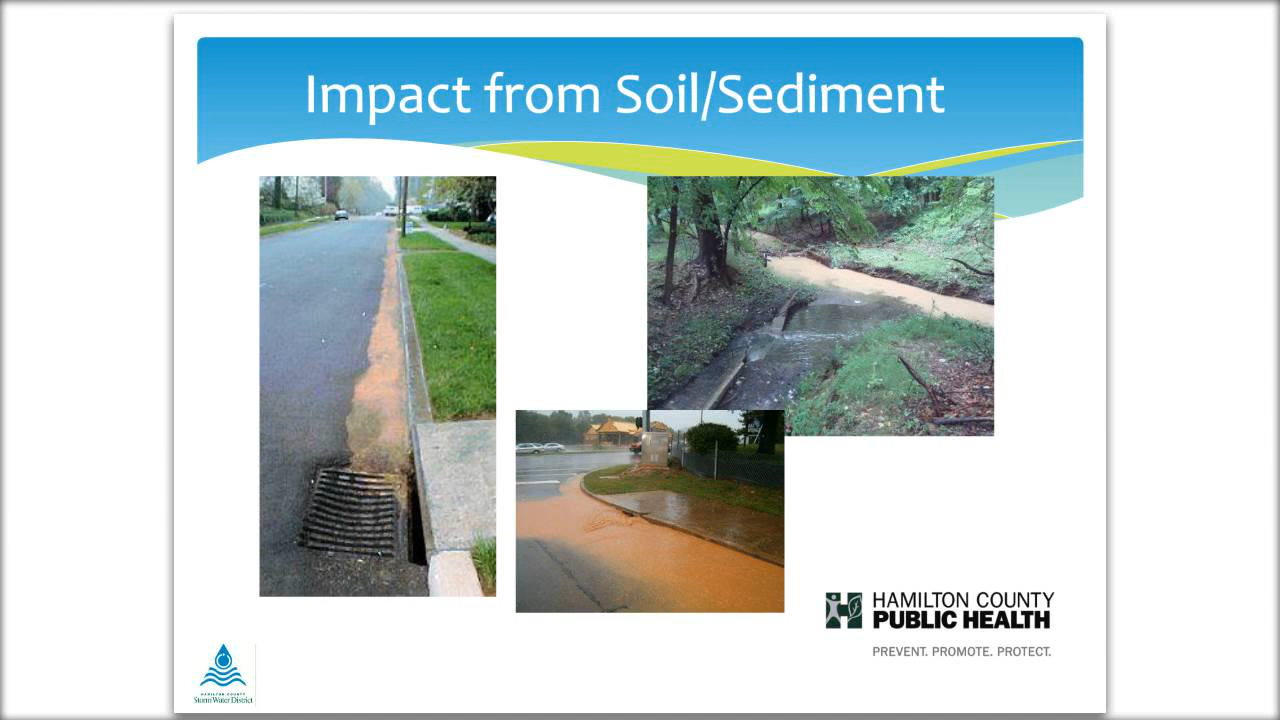 Impact from Soil/Sediment
HAMILTON COUNTY
PUBLIC HEALTH
PREVENT. PROMOTE. PROTECT.
HAMILTON COUNTY
Storm Water District